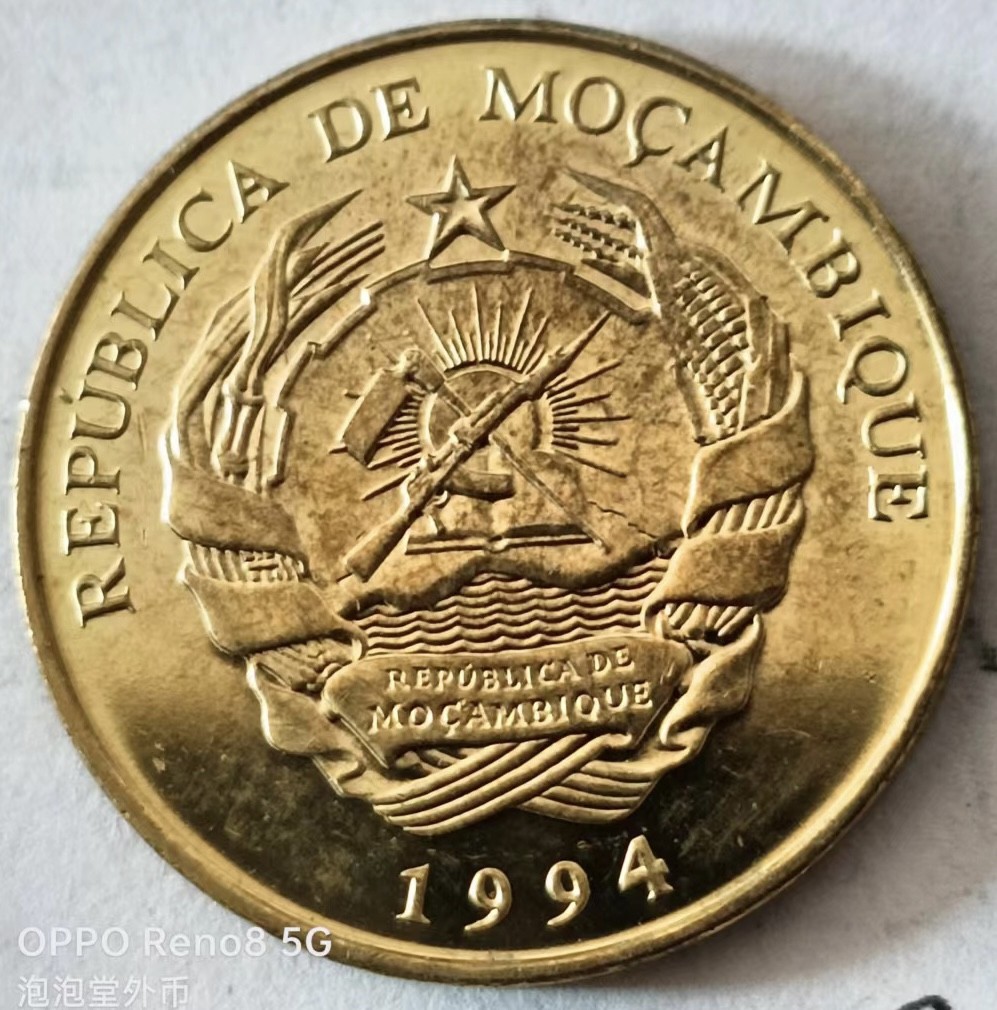 REPÚBLICA DE MOÇAMBIQUE
REPÚBLICA DE
MOÇAMBIQUE
1994
OPPO Reno8 5G
泡泡堂外币